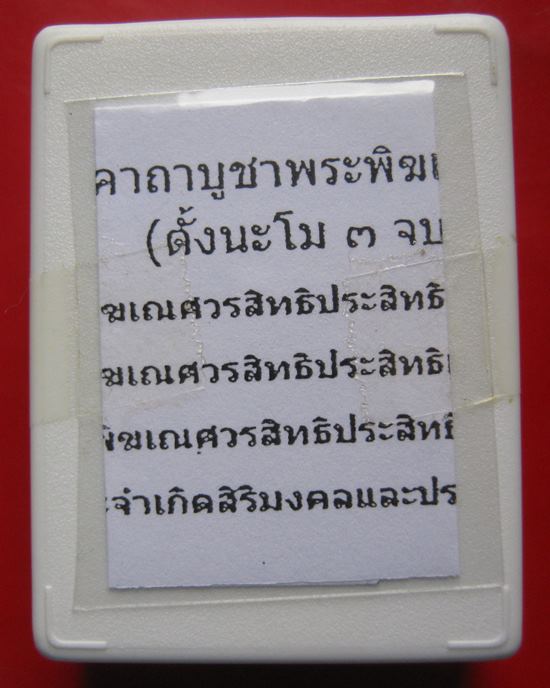 คาถาบูชาพระพิฆเ
(ตั้งนะโม ๓ จบ
ฆเณศวรสิทธิประสิทธิ
ฆเณศวรสิทธิประสิทธิ
พิฆเณศวรสิทธิประสิทธิ
ะจำเกิดสิริมงคลและปร